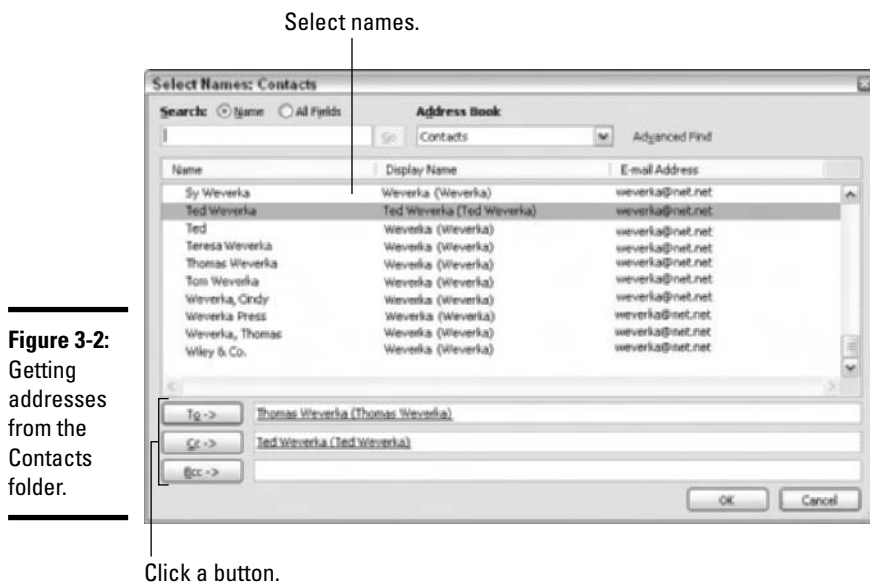 Select names.
Select Names: Contacts
Search: Name All Fields Address Book
Go Contacts Advanced Find
Name Display Name E-mail Address
Sy Weverka Weverka (Weverka) weverka@net.net
Ted Weverka Ted Weverka (Ted Weverka) weverka@net.net
Ted Weverka (Weverka) weverka@net.net
Teresa Weverka Weverka (Weverka) weverka@net.net
Thomas Weverka Weverka (Weverka) weverka@net.net
Tom Weverka Weverka (Weverka) weverka@net.net
Weverka, Cindy Weverka (Weverka) weverka@net.net
Weverka Press Weverka (Weverka) weverka@net.net
Weverka, Thomas Weverka (Weverka) weverka@net.net
Wiley & Co. Weverka (Weverka) weverka@net.net
To -> Thomas Weverka (Thomas Weverka)
Cc -> Ted Weverka (Ted Weverka)
Bcc ->
OK Cancel
Click a button.
Figure 3-2:
Getting
addresses
from the
Contacts
folder.